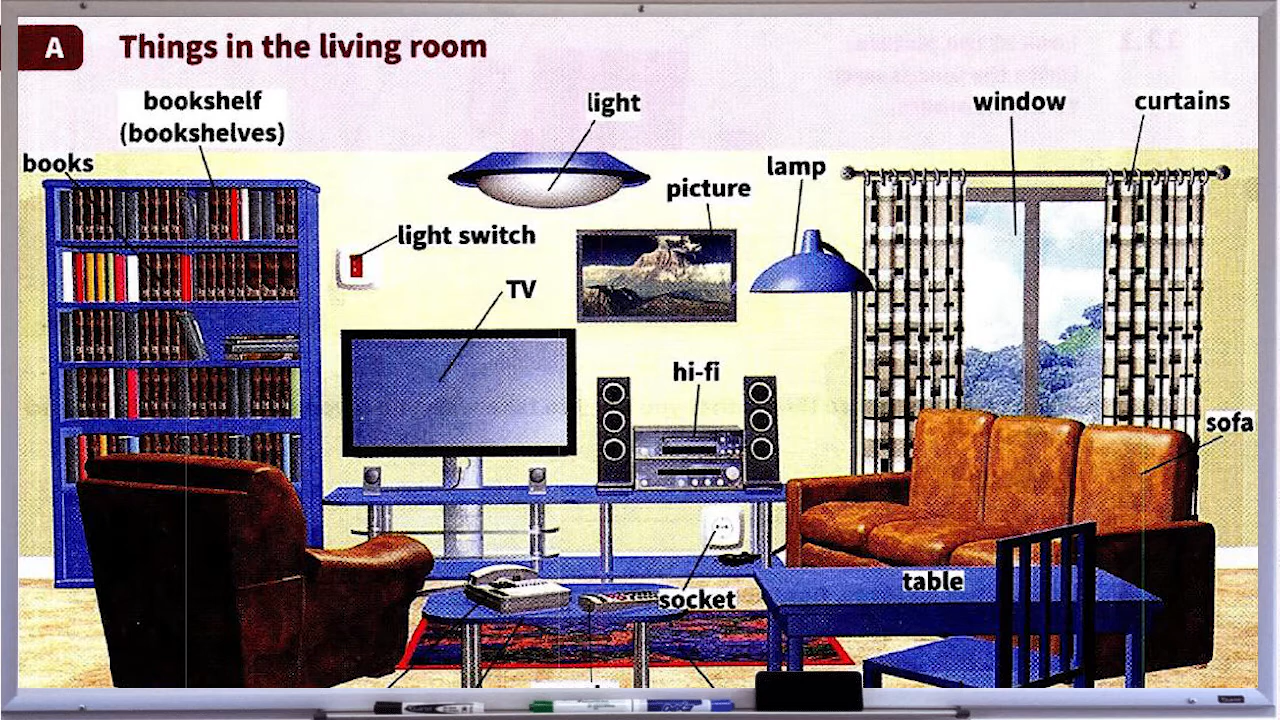 A Things in the living room
bookshelf
(bookshelves)
light
window
curtains
books
lamp
picture
light switch
TV
hi-fi
sofa
table
socket